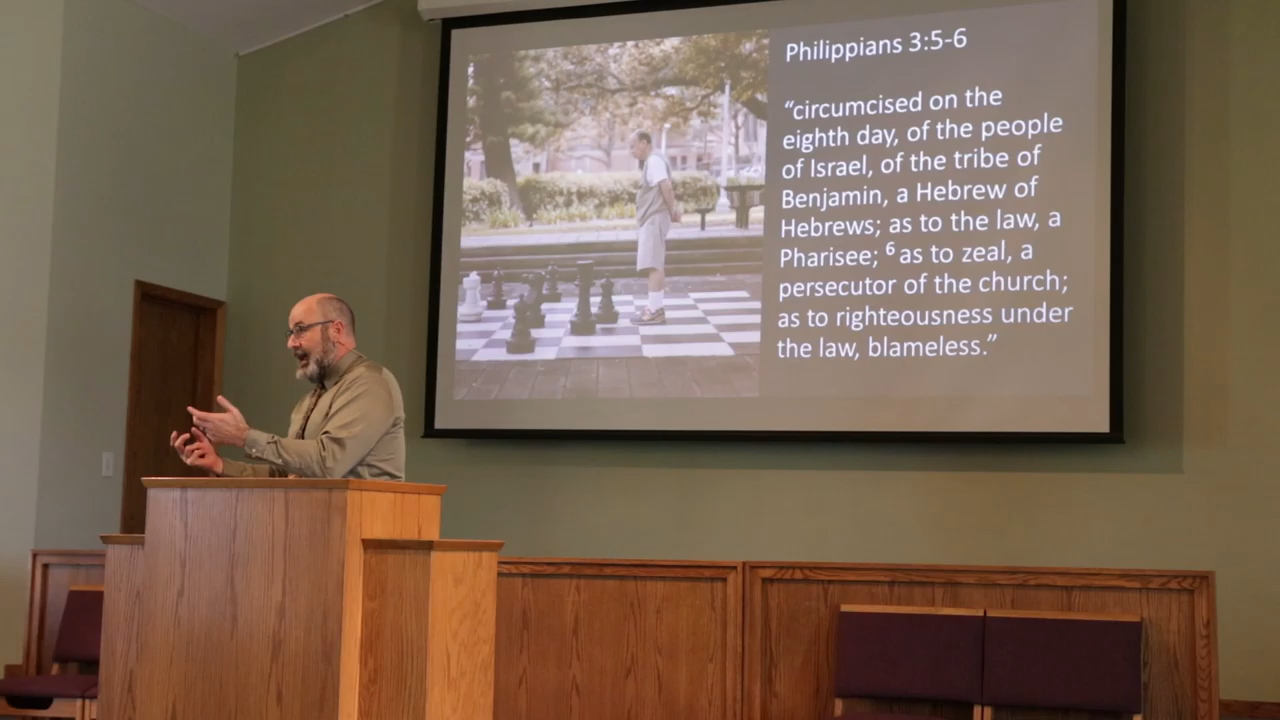 Philippians 3:5-6
“circumcised on the
eighth day, of the people
of Israel, of the tribe of
Benjamin, a Hebrew of
Hebrews; as to the law, a
Pharisee; ⁶ as to zeal, a
persecutor of the church;
as to righteousness under
the law, blameless.”